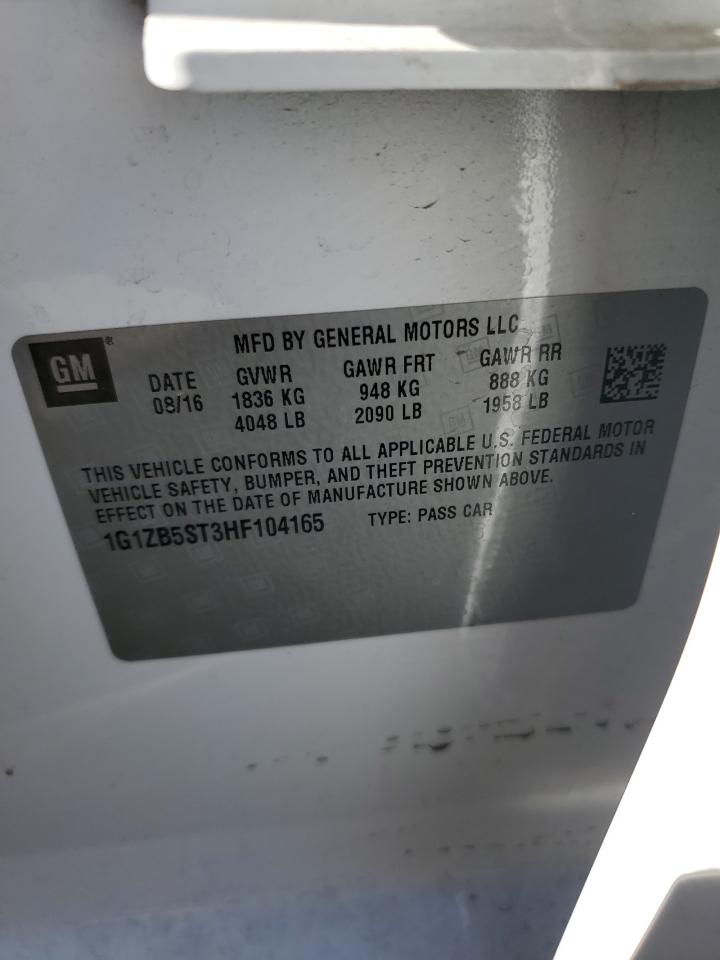 GM ®
MFD BY GENERAL MOTORS LLC
DATE GVWR GAWR FRT GAWR RR
08/16 1836 KG 948 KG 888 KG
4048 LB 2090 LB 1958 LB
THIS VEHICLE CONFORMS TO ALL APPLICABLE U.S. FEDERAL MOTOR
VEHICLE SAFETY, BUMPER, AND THEFT PREVENTION STANDARDS IN
EFFECT ON THE DATE OF MANUFACTURE SHOWN ABOVE.
1G1ZB5ST3HF104165 TYPE: PASS CAR